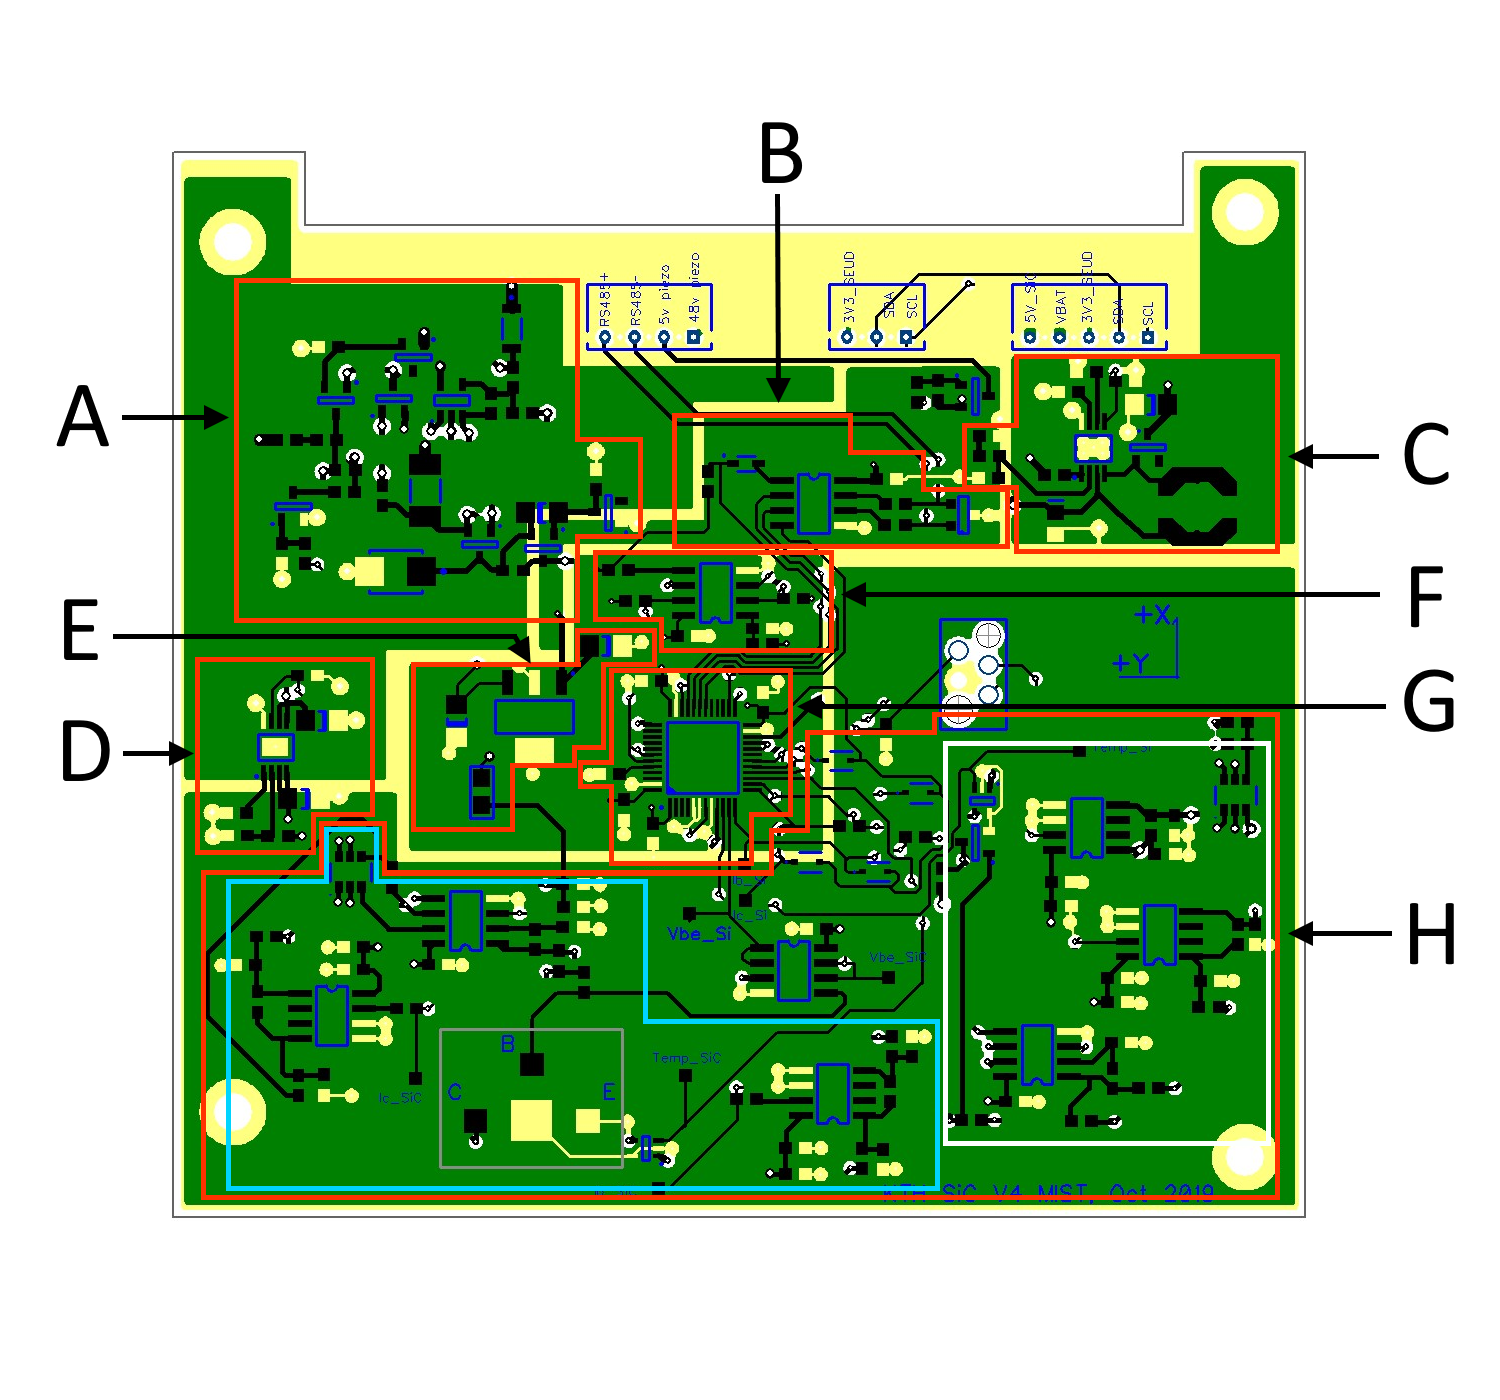 B
RS485+
RS485-
5v piezo
48v piezo
3V3_SEUD
SDA
SCL
5V_SiC
VBAT
3V3_SEUD
SDA
SCL
A
C
F
E
+X
+Y
G
D
Temp_Si
Ib_Si
Ic_Si
Vbe_Si
Vbe_SiC
H
B
Temp_SiC
C
E
Ic_SiC
KTH SiC V4 MIST, Oct 2019